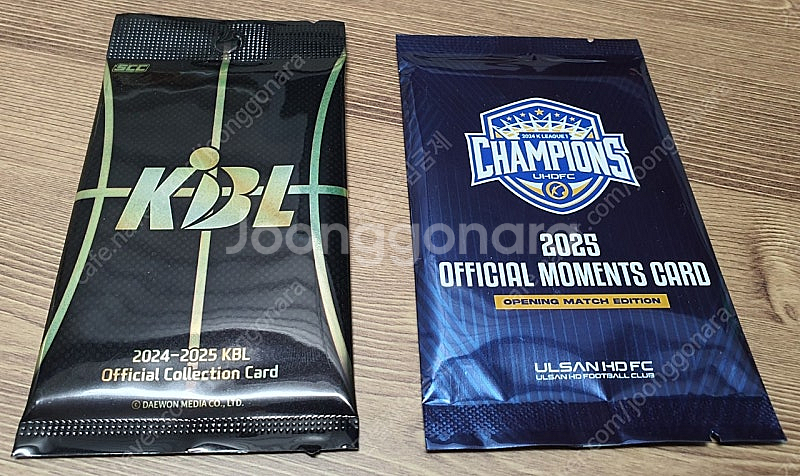 SCC
KBL
2024-2025 KBL
Official Collection Card
© DAEWON MEDIA CO., LTD.
2024 K LEAGUE 1
CHAMPIONS
UHDFC
2025
OFFICIAL MOMENTS CARD
OPENING MATCH EDITION
ULSAN HD FC
ULSAN HD FOOTBALL CLUB
Joonggonara